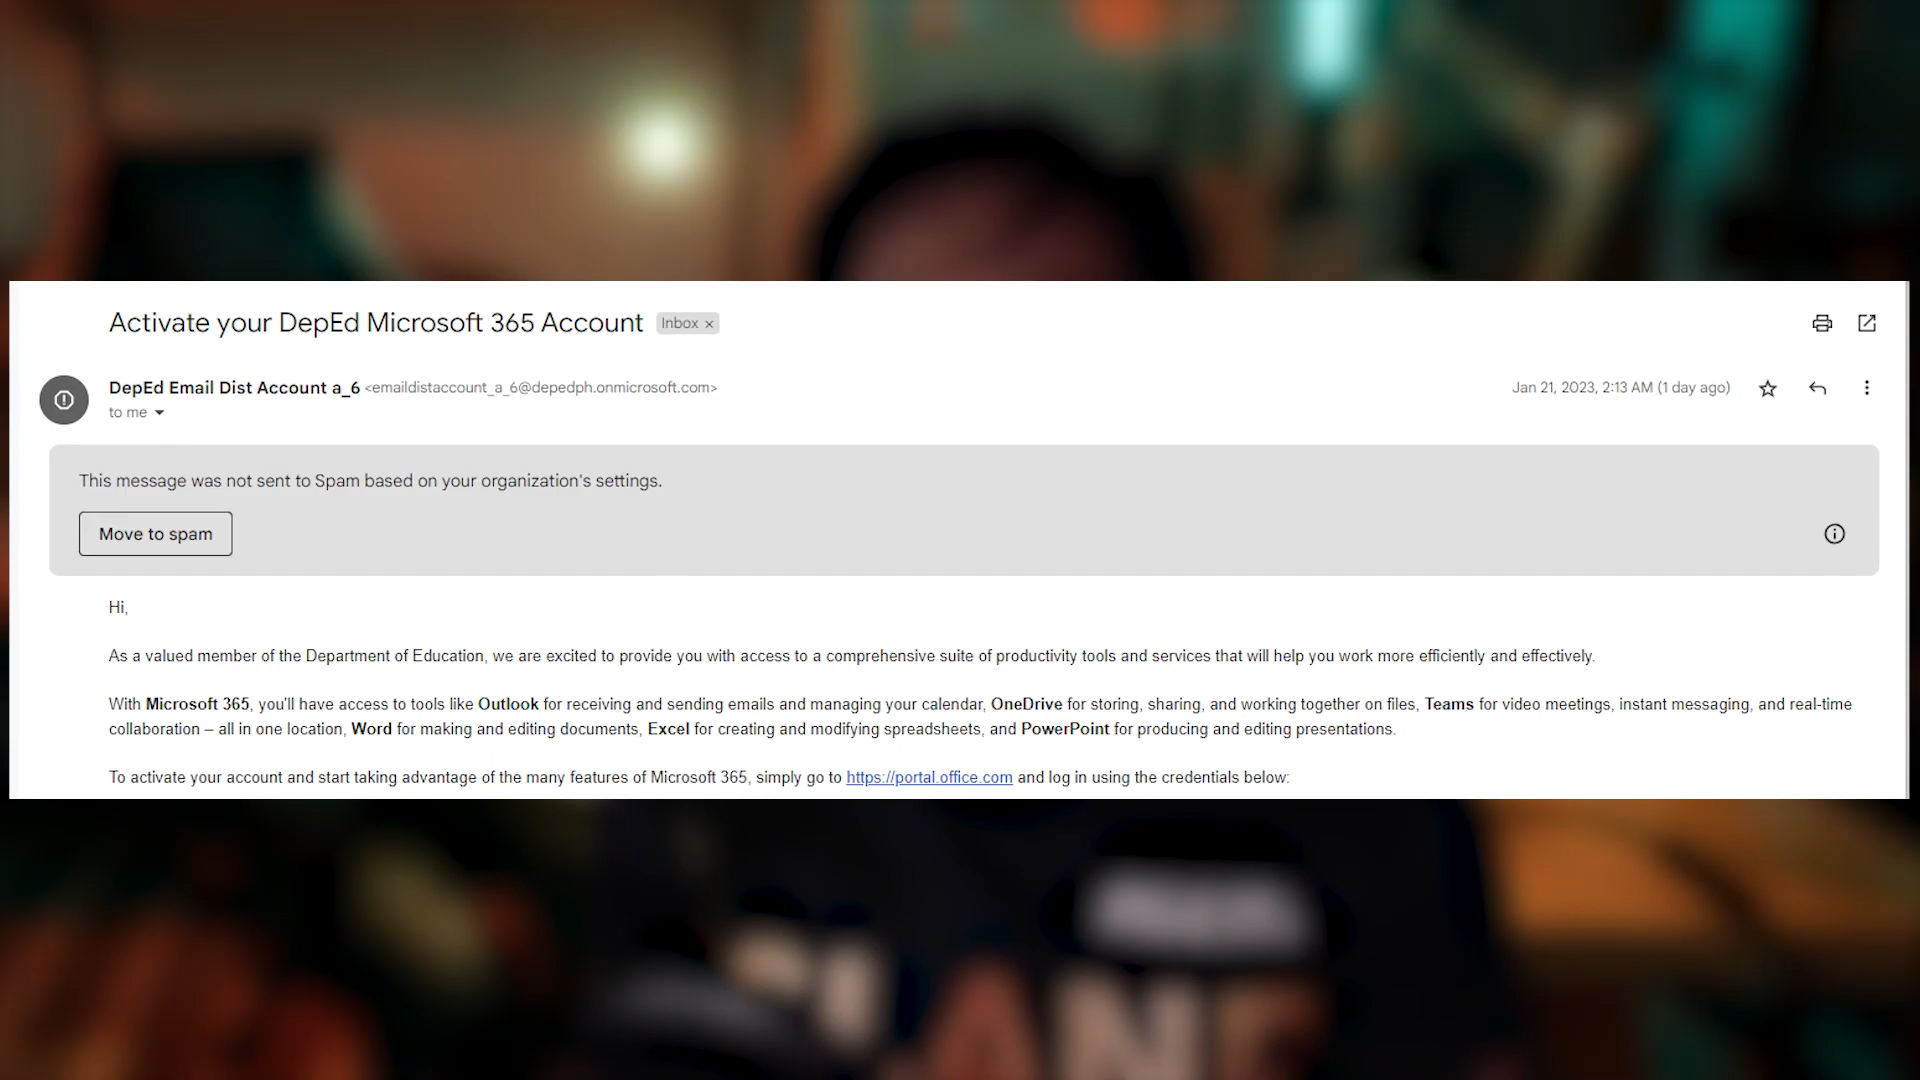 Activate your DepEd Microsoft 365 Account Inbox ×
DepEd Email Dist Account a_6 <emaildistaccount_a_6@depedph.onmicrosoft.com> Jan 21, 2023, 2:13 AM (1 day ago)
to me
This message was not sent to Spam based on your organization's settings.
Move to spam
Hi,
As a valued member of the Department of Education, we are excited to provide you with access to a comprehensive suite of productivity tools and services that will help you work more efficiently and effectively.
With Microsoft 365, you'll have access to tools like Outlook for receiving and sending emails and managing your calendar, OneDrive for storing, sharing, and working together on files, Teams for video meetings, instant messaging, and real-time
collaboration – all in one location, Word for making and editing documents, Excel for creating and modifying spreadsheets, and PowerPoint for producing and editing presentations.
To activate your account and start taking advantage of the many features of Microsoft 365, simply go to https://portal.office.com and log in using the credentials below: